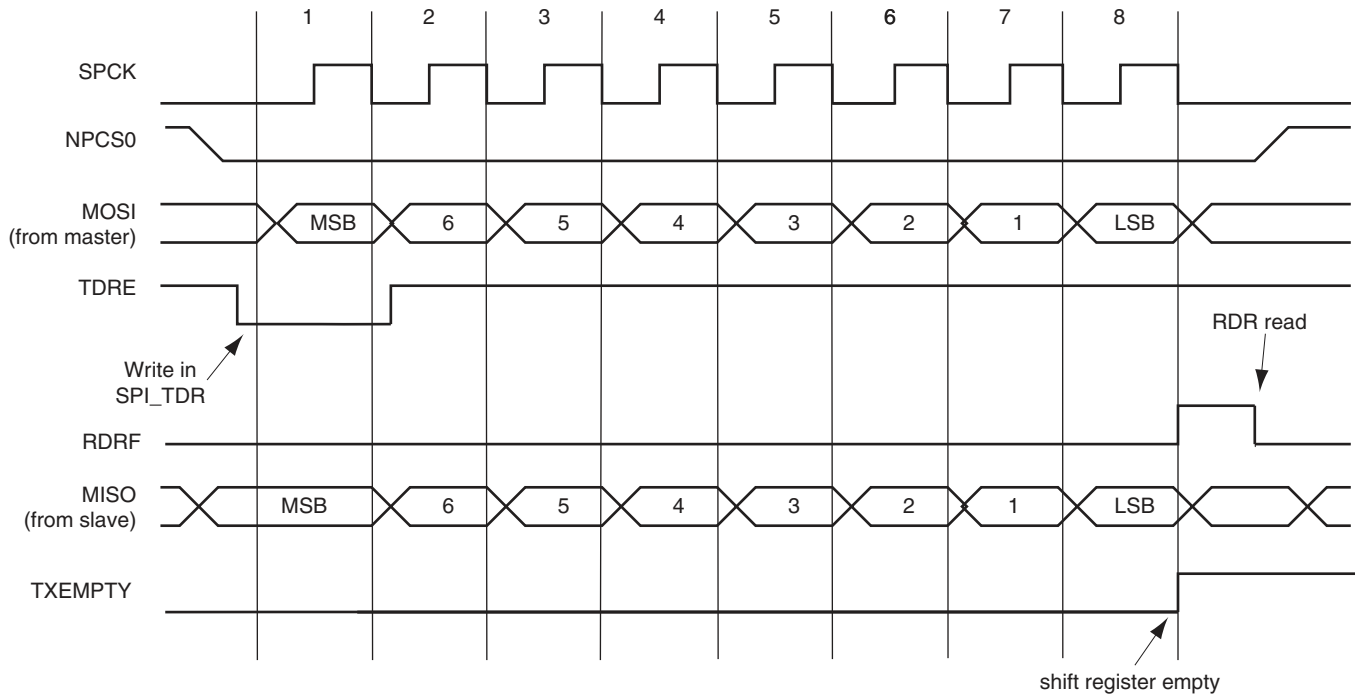 1 2 3 4 5 6 7 8
SPCK
NPCS0
MOSI
(from master)
MSB 6 5 4 3 2 1 LSB
TDRE
RDR read
Write in
SPI_TDR
RDRF
MISO
(from slave)
MSB 6 5 4 3 2 1 LSB
TXEMPTY
shift register empty